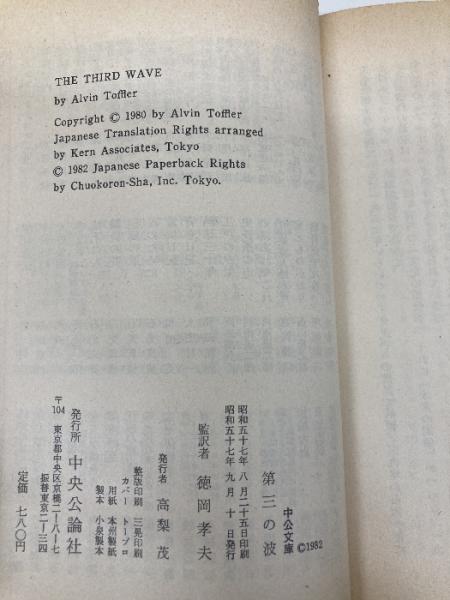 THE THIRD WAVE
by Alvin Toffler
Copyright © 1980 by Alvin Toffler
Japanese Translation Rights arranged
by Kern Associates, Tokyo
© 1982 Japanese Paperback Rights
by Chuokoron-Sha, Inc. Tokyo.
中公文庫
©1982
第三の波
昭和五十七年八月二十五日印刷
昭和五十七年九月十日発行
監訳者 徳岡孝夫
発行者 高梨茂
整版印刷 三晃印刷
カバー トープロ
用紙 本州製紙
製本 小泉製本
発行所 中央公論社
〒104 東京都中央区京橋二-八-七
振替東京二-三四
定価 七八〇円